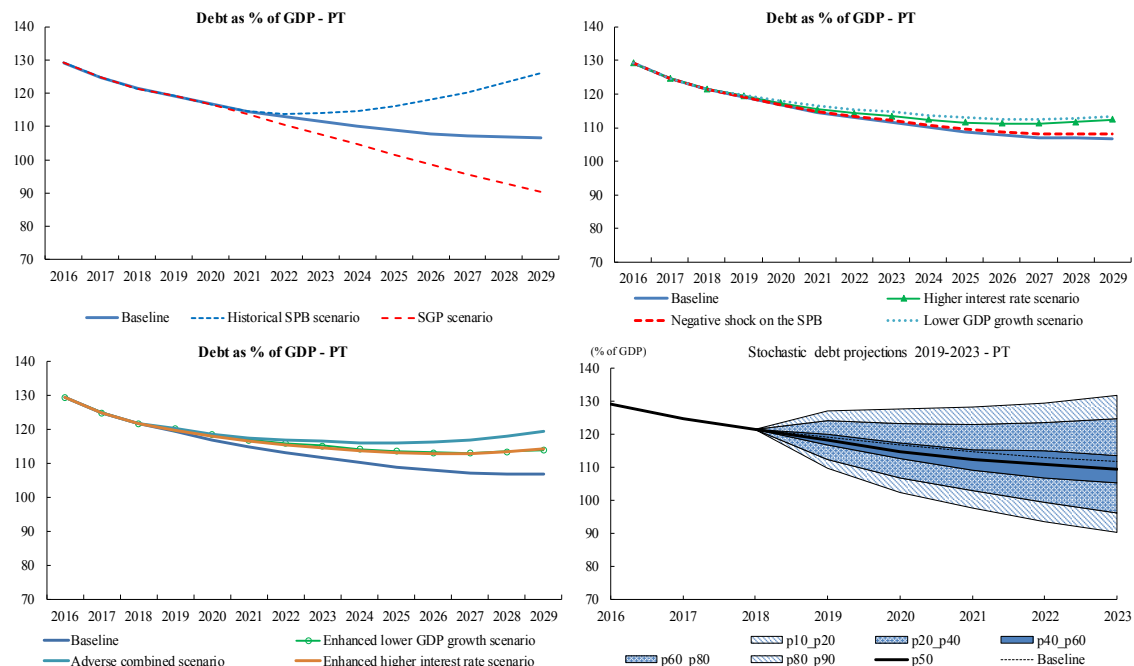 Debt as % of GDP - PT
140
130
120
110
100
90
80
70
2016 2017 2018 2019 2020 2021 2022 2023 2024 2025 2026 2027 2028 2029
Baseline Historical SPB scenario SGP scenario
Debt as % of GDP - PT
140
130
120
110
100
90
80
70
2016 2017 2018 2019 2020 2021 2022 2023 2024 2025 2026 2027 2028 2029
Baseline Higher interest rate scenario
Negative shock on the SPB Lower GDP growth scenario
Debt as % of GDP - PT
140
130
120
110
100
90
80
70
2016 2017 2018 2019 2020 2021 2022 2023 2024 2025 2026 2027 2028 2029
Baseline Enhanced lower GDP growth scenario
Adverse combined scenario Enhanced higher interest rate scenario
(% of GDP) Stochastic debt projections 2019-2023 - PT
140
130
120
110
100
90
80
70
2016 2017 2018 2019 2020 2021 2022 2023
p10_p20 p20_p40 p40_p60
p60_p80 p80_p90 p50 Baseline